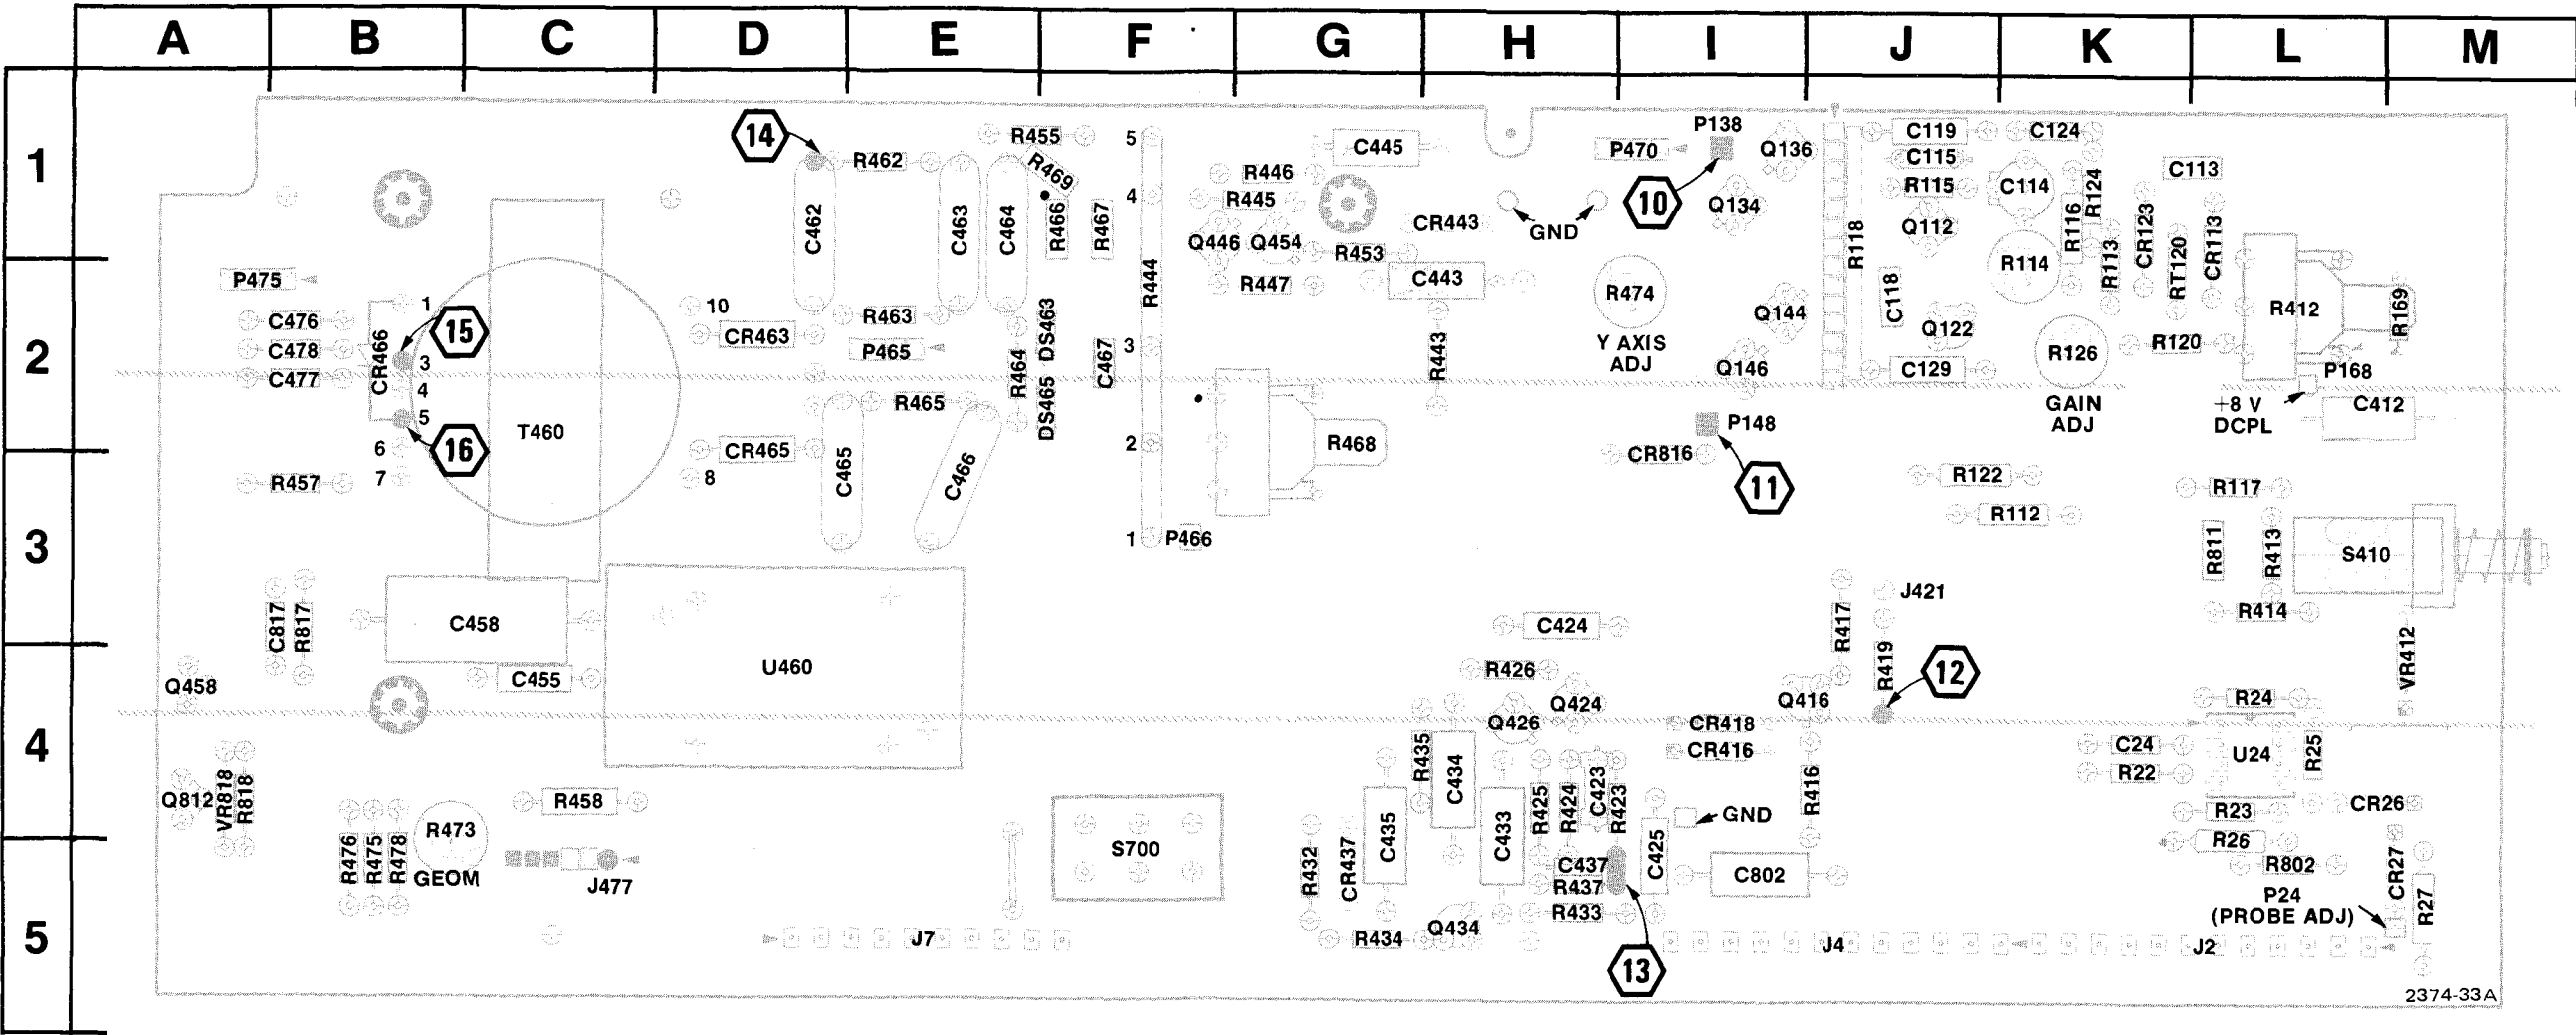 A B C D E F G H I J K L M
1
14
R455
5
C445
P138
C119
C124
R462
R469
P470
Q136
C115
C113
R446
R115
C114
R124
4
R445
10
Q134
C462
C463
C464
R466
R467
CR443
GND
Q112
R116
CR123
Q446
Q454
R453
R118
R114
R113
RT120
CR113
2
P475
C443
R447
R444
R474
C118
R412
R169
1
10
C476
R463
DS463
Q144
Q122
15
CR463
C478
P465
3
Y AXIS
ADJ
R126
R120
CR466
3
R464
C467
R443
Q146
C129
P168
C477
4
R465
DS465
GAIN
ADJ
+8 V
DCPL
C412
5
P148
T460
16
6
CR465
2
R468
CR816
C465
C466
R457
7
8
11
R122
R117
3
R112
1
P466
R811
R413
S410
J421
C817
R817
C458
C424
R417
R414
U460
R426
R419
12
VR412
C455
Q458
Q416
R24
Q424
Q426
CR418
4
R435
CR416
C24
U24
R25
C434
R22
Q812
VR818
R818
R458
R425
R424
C423
R423
R416
CR26
GND
R23
R473
C435
C433
R26
S700
R476
R475
R478
C425
C437
R802
GEOM
J477
R432
CR437
R437
C802
CR27
P24
(PROBE ADJ)
R27
R433
5
J7
R434
Q434
J4
J2
13
2374-33A